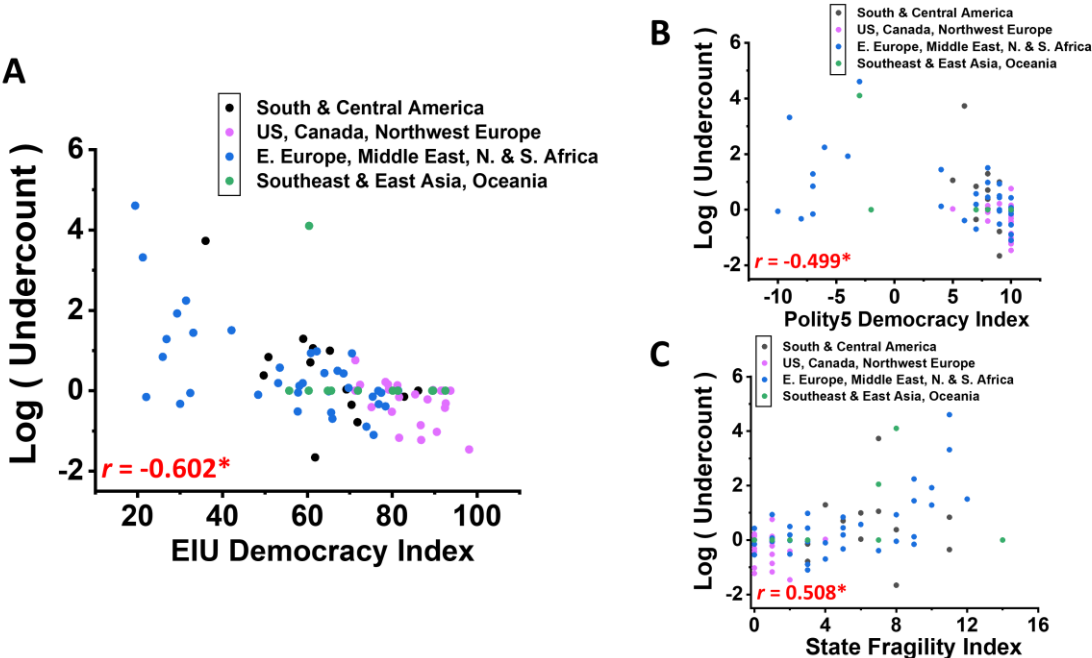 A
South & Central America
US, Canada, Northwest Europe
E. Europe, Middle East, N. & S. Africa
Southeast & East Asia, Oceania
Log ( Undercount )
6
4
2
0
-2
r = -0.602*
20 40 60 80 100
EIU Democracy Index
B
South & Central America
US, Canada, Northwest Europe
E. Europe, Middle East, N. & S. Africa
Southeast & East Asia, Oceania
Log ( Undercount )
6
4
2
0
-2
r = -0.499*
-10 -5 0 5 10
Polity5 Democracy Index
C
South & Central America
US, Canada, Northwest Europe
E. Europe, Middle East, N. & S. Africa
Southeast & East Asia, Oceania
Log ( Undercount )
6
4
2
0
-2
r = 0.508*
0 4 8 12 16
State Fragility Index